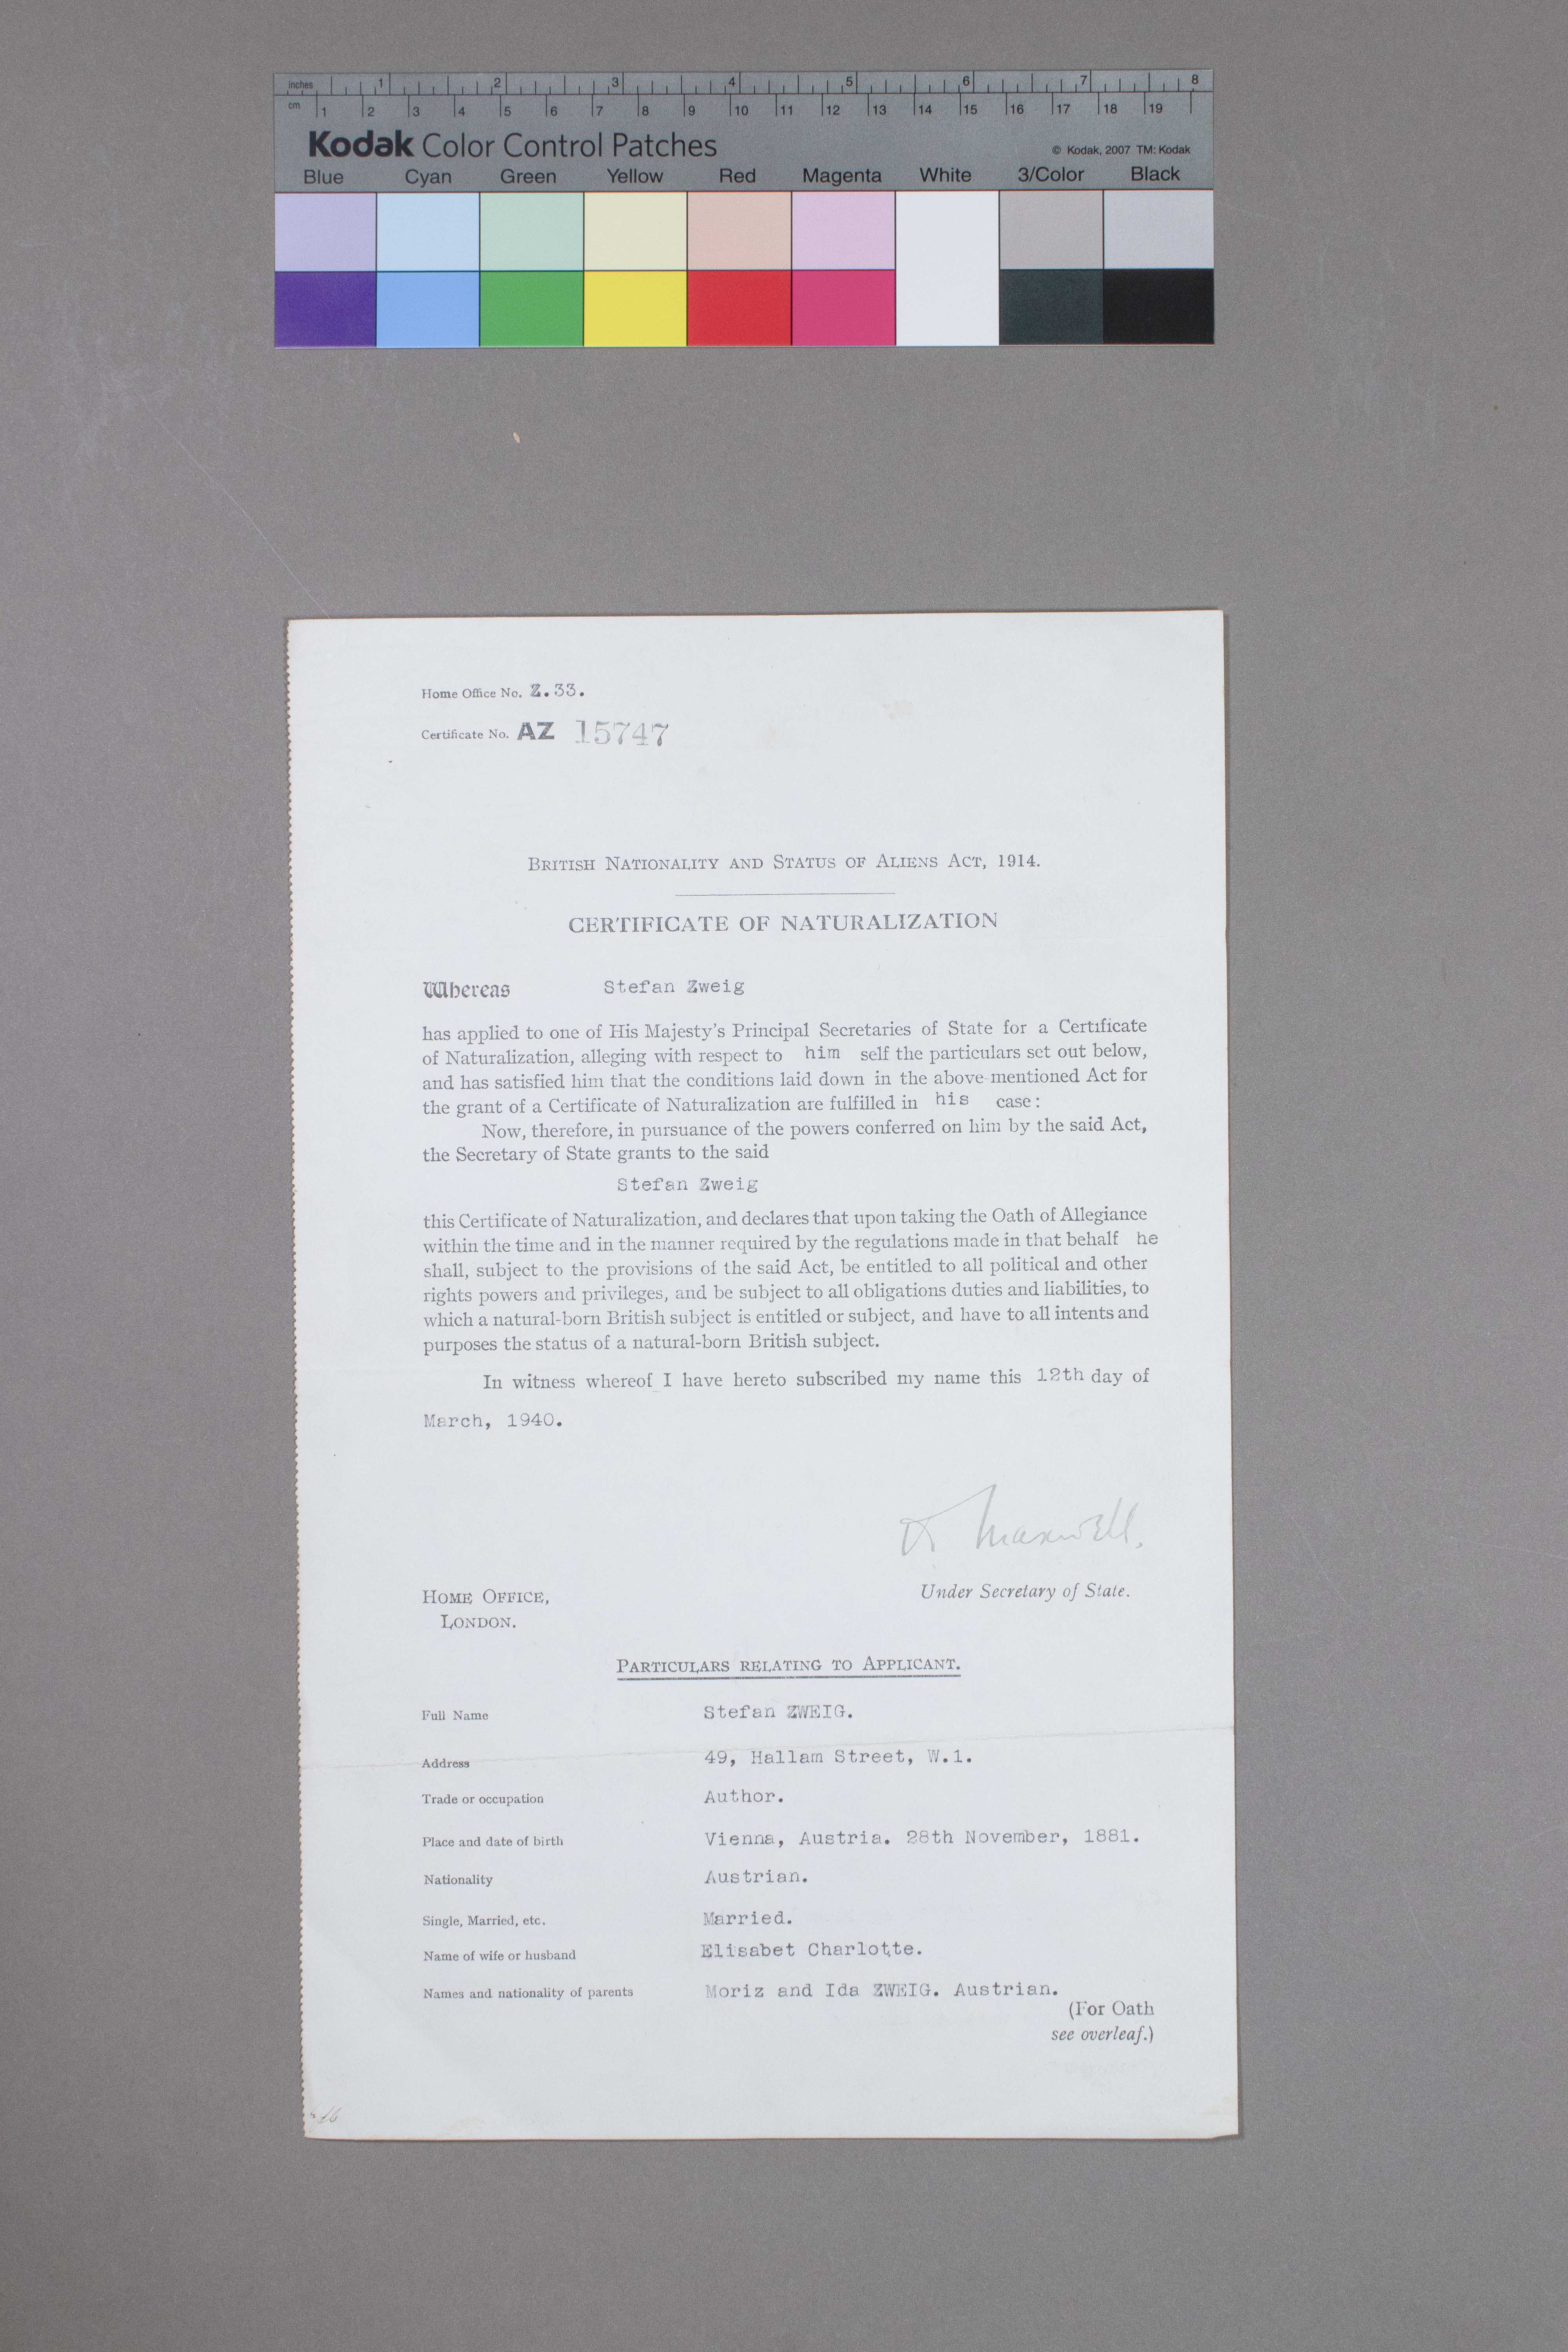 inches 1 2 3 4 5 6 7 8
cm 1 2 3 4 5 6 7 8 9 10 11 12 13 14 15 16 17 18 19
Kodak Color Control Patches © Kodak, 2007 TM: Kodak
Blue Cyan Green Yellow Red Magenta White 3/Color Black
Home Office No. Z.33.
Certificate No. AZ 15747
British Nationality and Status of Aliens Act, 1914.
CERTIFICATE OF NATURALIZATION
Whereas Stefan Zweig
has applied to one of His Majesty's Principal Secretaries of State for a Certificate
of Naturalization, alleging with respect to him self the particulars set out below,
and has satisfied him that the conditions laid down in the above-mentioned Act for
the grant of a Certificate of Naturalization are fulfilled in his case:
Now, therefore, in pursuance of the powers conferred on him by the said Act,
the Secretary of State grants to the said
Stefan Zweig
this Certificate of Naturalization, and declares that upon taking the Oath of Allegiance
within the time and in the manner required by the regulations made in that behalf he
shall, subject to the provisions of the said Act, be entitled to all political and other
rights powers and privileges, and be subject to all obligations duties and liabilities, to
which a natural-born British subject is entitled or subject, and have to all intents and
purposes the status of a natural-born British subject.
In witness whereof I have hereto subscribed my name this 12th day of
March, 1940.
Maxwell.
Under Secretary of State.
Home Office,
London.
Particulars relating to Applicant.
Full Name Stefan ZWEIG.
Address 49, Hallam Street, W.1.
Trade or occupation Author.
Place and date of birth Vienna, Austria. 28th November, 1881.
Nationality Austrian.
Single, Married, etc. Married.
Name of wife or husband Elisabet Charlotte.
Names and nationality of parents Moriz and Ida ZWEIG. Austrian.
(For Oath
see overleaf.)